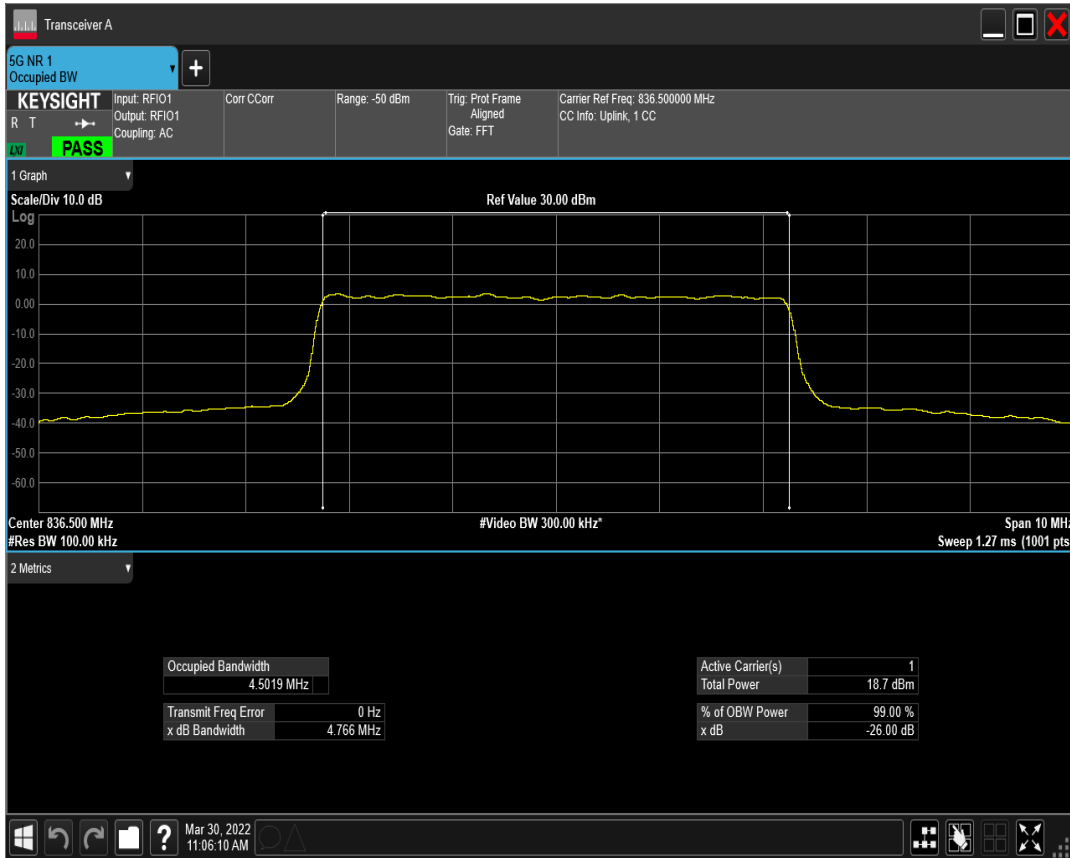 Transceiver A
5G NR 1
Occupied BW
+
KEYSIGHT
R T
LXI
PASS
Input: RFIO1
Output: RFIO1
Coupling: AC
Corr CCorr
Range: -50 dBm
Trig: Prot Frame
Aligned
Gate: FFT
Carrier Ref Freq: 836.500000 MHz
CC Info: Uplink, 1 CC
1 Graph
Scale/Div 10.0 dB
Ref Value 30.00 dBm
Log
20.0
10.0
0.00
-10.0
-20.0
-30.0
-40.0
-50.0
-60.0
Center 836.500 MHz
#Video BW 300.00 kHz*
Span 10 MHz
#Res BW 100.00 kHz
Sweep 1.27 ms (1001 pts
2 Metrics
Occupied Bandwidth
4.5019 MHz
Transmit Freq Error 0 Hz
x dB Bandwidth 4.766 MHz
Active Carrier(s) 1
Total Power 18.7 dBm
% of OBW Power 99.00 %
x dB -26.00 dB
?
Mar 30, 2022
11:06:10 AM